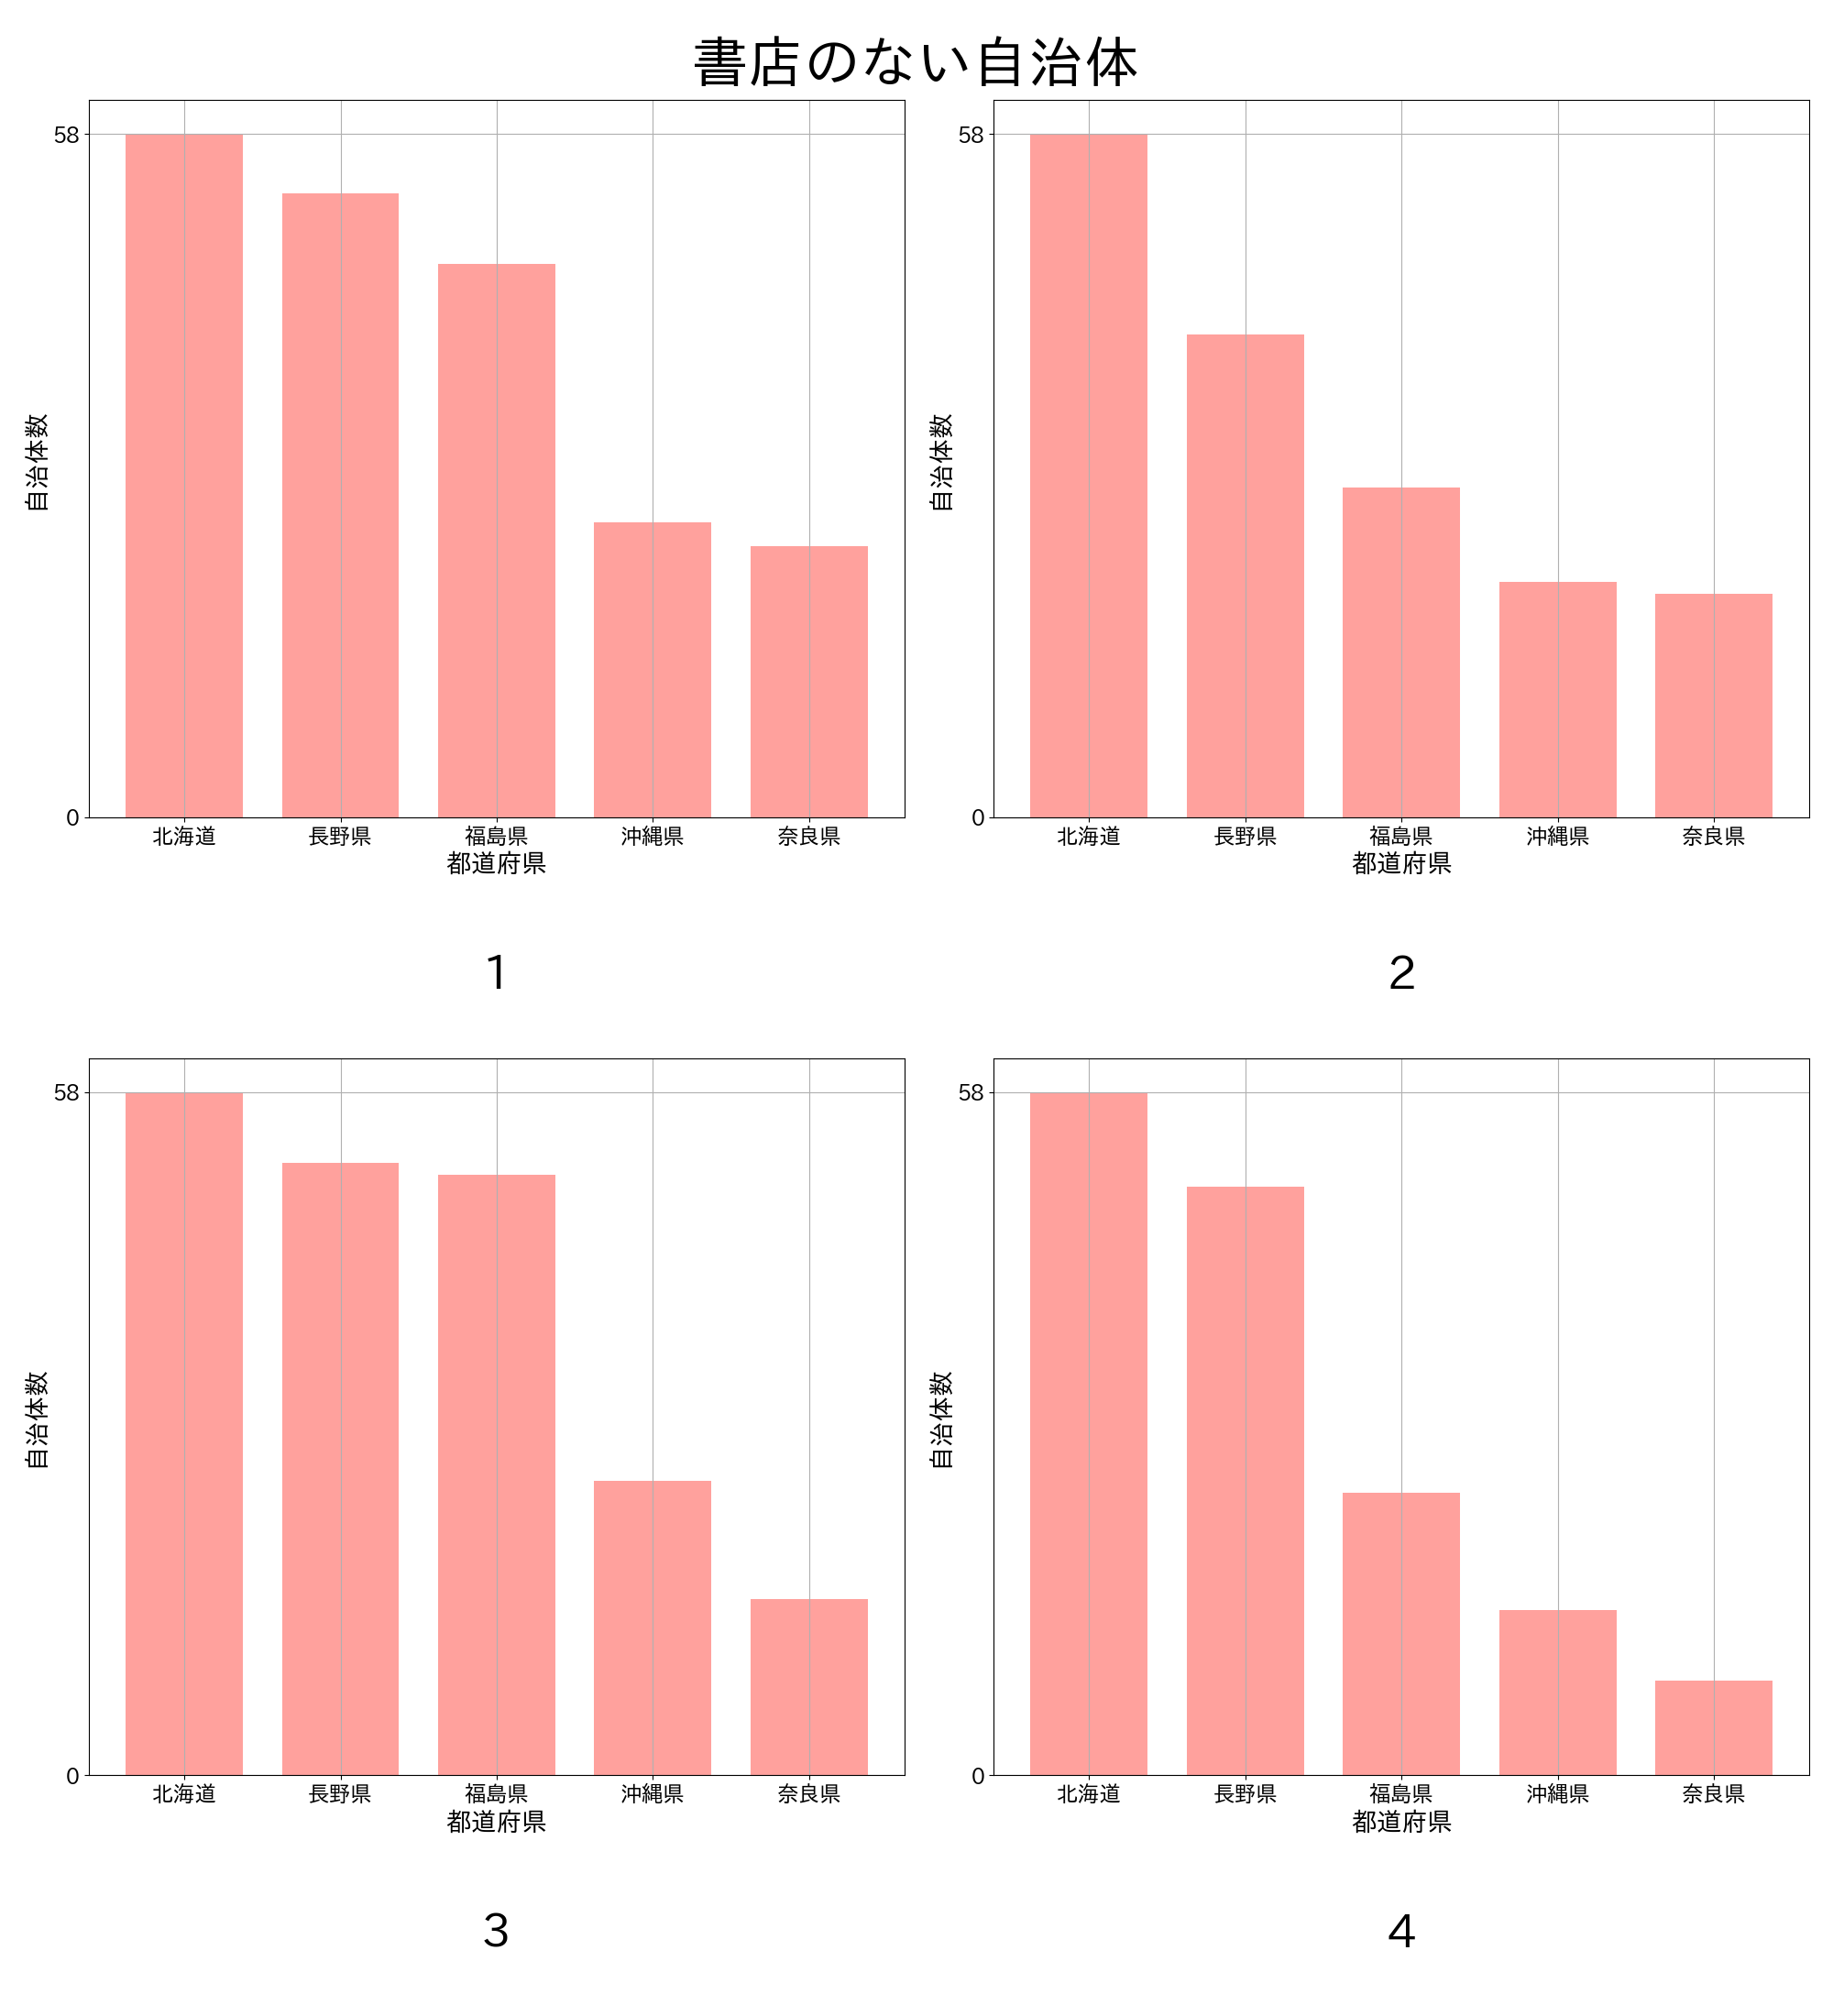 書店のない自治体
58
0
自治体数
北海道 長野県 福島県 沖縄県 奈良県
都道府県
1
58
0
自治体数
北海道 長野県 福島県 沖縄県 奈良県
都道府県
2
58
0
自治体数
北海道 長野県 福島県 沖縄県 奈良県
都道府県
3
58
0
自治体数
北海道 長野県 福島県 沖縄県 奈良県
都道府県
4